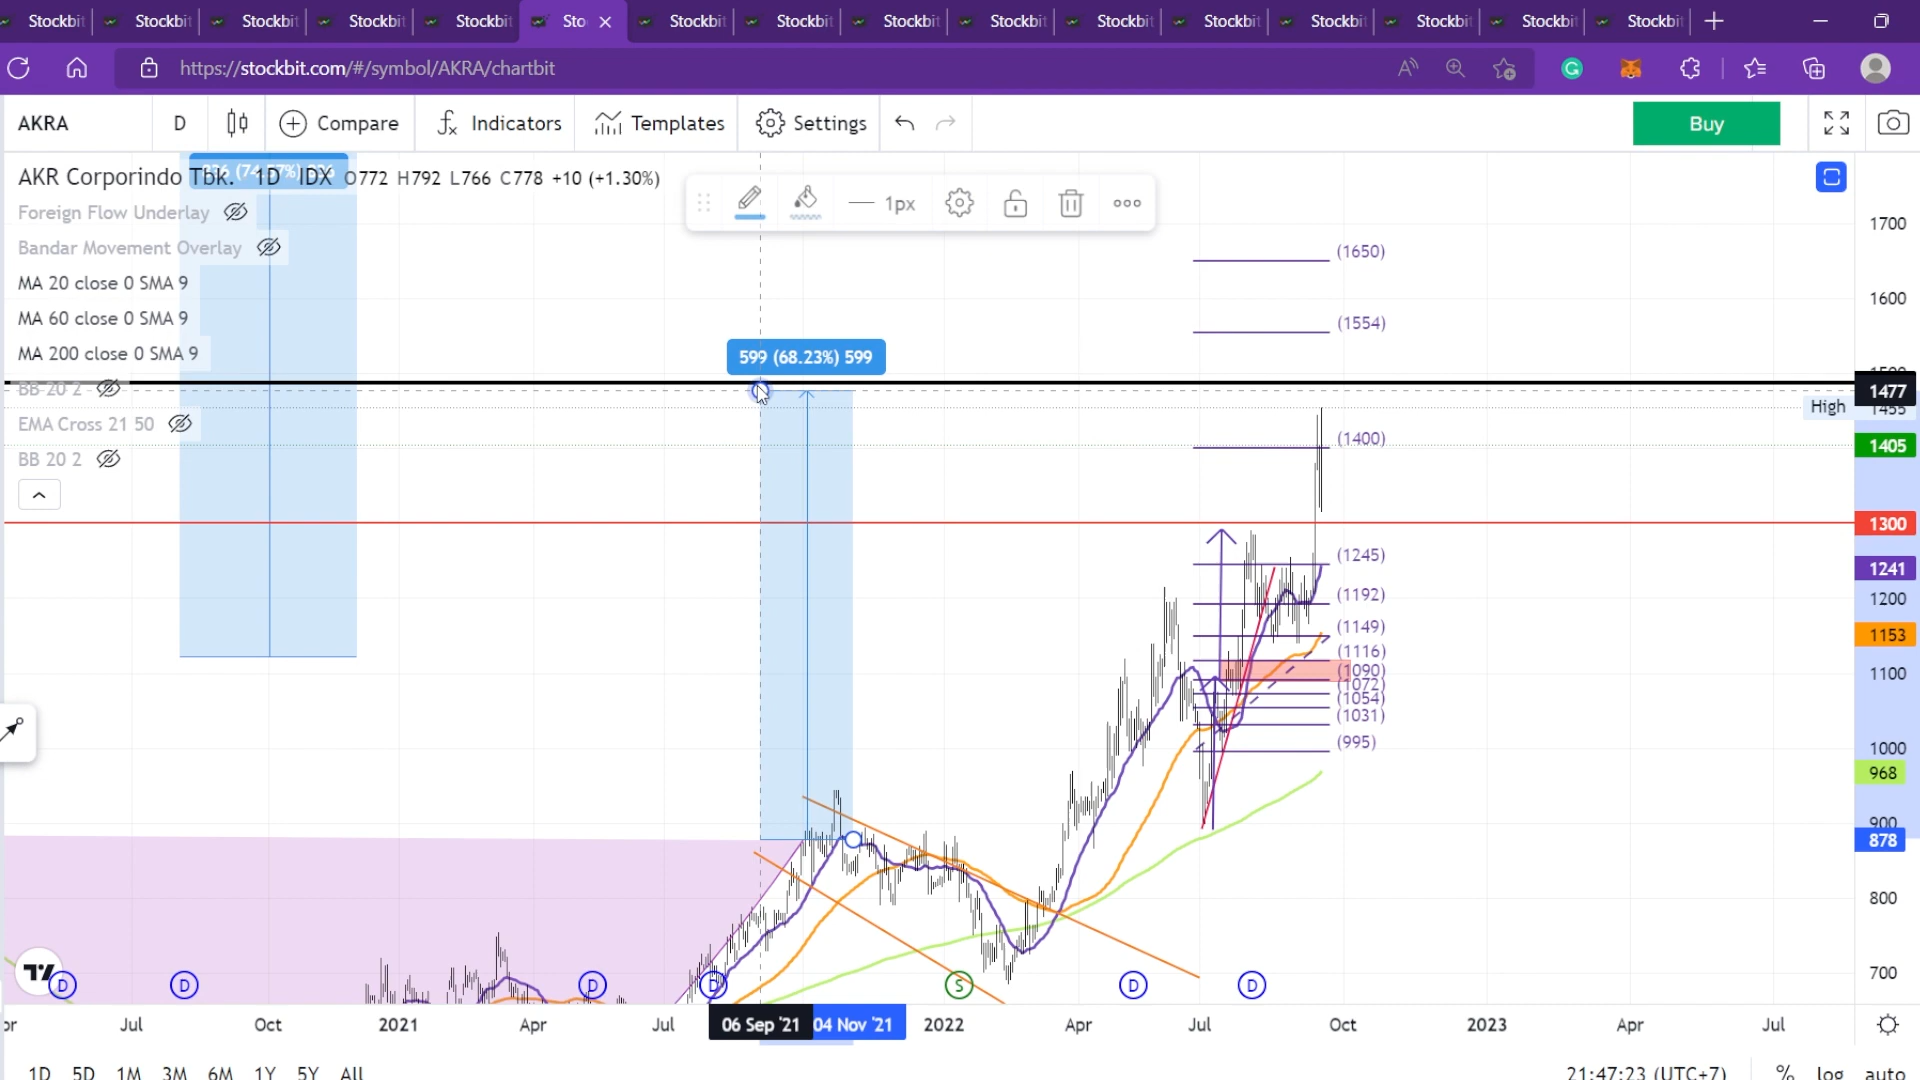 Stockbit Stockbit Stockbit Stockbit Stockbit Sto Stockbit Stockbit Stockbit Stockbit Stockbit Stockbit Stockbit Stockbit Stockbit Stockbit
https://stockbit.com/#/symbol/AKRA/chartbit
AKRA D Compare Indicators Templates Settings Buy
AKR Corporindo Tbk. 1D IDX O772 H792 L766 C778 +10 (+1.30%)
1px
Foreign Flow Underlay
Bandar Movement Overlay
MA 20 close 0 SMA 9
MA 60 close 0 SMA 9
MA 200 close 0 SMA 9
BB 20 2
EMA Cross 21 50
BB 20 2
599 (68.23%) 599
(1650)
(1554)
(1400)
(1245)
(1192)
(1149)
(1116)
(1090)
(1072)
(1054)
(1031)
(995)
1700
1600
1477
High 1455
1405
1300
1241
1200
1153
1100
1000
968
900
878
800
700
D D D D S D D
Jul Oct 2021 Apr Jul 06 Sep '21 04 Nov '21 2022 Apr Jul Oct 2023 Apr Jul
1D 5D 1M 3M 6M 1Y 5Y All 21:47:23 (UTC+7) % log auto